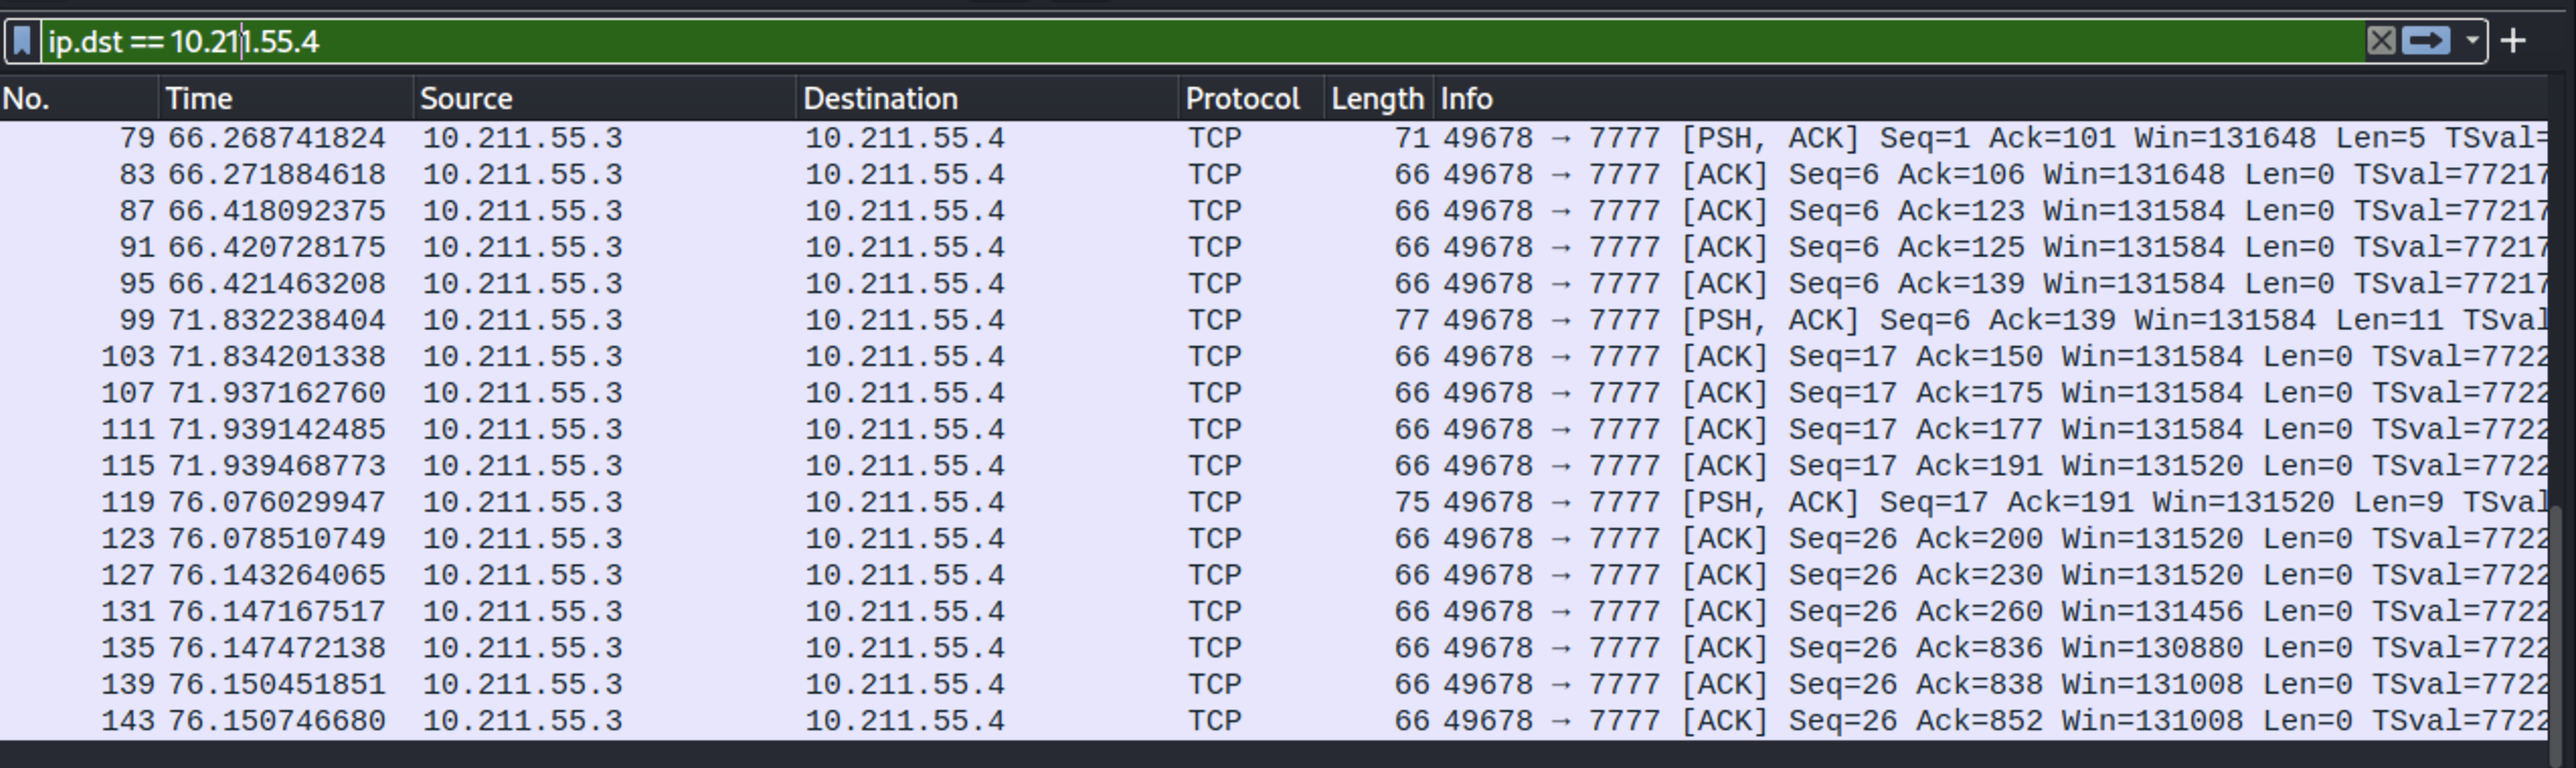 ip.dst == 10.211.55.4
No. Time Source Destination Protocol Length Info
79 66.268741824 10.211.55.3 10.211.55.4 TCP 71 49678 → 7777 [PSH, ACK] Seq=1 Ack=101 Win=131648 Len=5 TSval=
83 66.271884618 10.211.55.3 10.211.55.4 TCP 66 49678 → 7777 [ACK] Seq=6 Ack=106 Win=131648 Len=0 TSval=77217
87 66.418092375 10.211.55.3 10.211.55.4 TCP 66 49678 → 7777 [ACK] Seq=6 Ack=123 Win=131584 Len=0 TSval=77217
91 66.420728175 10.211.55.3 10.211.55.4 TCP 66 49678 → 7777 [ACK] Seq=6 Ack=125 Win=131584 Len=0 TSval=77217
95 66.421463208 10.211.55.3 10.211.55.4 TCP 66 49678 → 7777 [ACK] Seq=6 Ack=139 Win=131584 Len=0 TSval=77217
99 71.832238404 10.211.55.3 10.211.55.4 TCP 77 49678 → 7777 [PSH, ACK] Seq=6 Ack=139 Win=131584 Len=11 TSval
103 71.834201338 10.211.55.3 10.211.55.4 TCP 66 49678 → 7777 [ACK] Seq=17 Ack=150 Win=131584 Len=0 TSval=7722
107 71.937162760 10.211.55.3 10.211.55.4 TCP 66 49678 → 7777 [ACK] Seq=17 Ack=175 Win=131584 Len=0 TSval=7722
111 71.939142485 10.211.55.3 10.211.55.4 TCP 66 49678 → 7777 [ACK] Seq=17 Ack=177 Win=131584 Len=0 TSval=7722
115 71.939468773 10.211.55.3 10.211.55.4 TCP 66 49678 → 7777 [ACK] Seq=17 Ack=191 Win=131520 Len=0 TSval=7722
119 76.076029947 10.211.55.3 10.211.55.4 TCP 75 49678 → 7777 [PSH, ACK] Seq=17 Ack=191 Win=131520 Len=9 TSval
123 76.078510749 10.211.55.3 10.211.55.4 TCP 66 49678 → 7777 [ACK] Seq=26 Ack=200 Win=131520 Len=0 TSval=7722
127 76.143264065 10.211.55.3 10.211.55.4 TCP 66 49678 → 7777 [ACK] Seq=26 Ack=230 Win=131520 Len=0 TSval=7722
131 76.147167517 10.211.55.3 10.211.55.4 TCP 66 49678 → 7777 [ACK] Seq=26 Ack=260 Win=131456 Len=0 TSval=7722
135 76.147472138 10.211.55.3 10.211.55.4 TCP 66 49678 → 7777 [ACK] Seq=26 Ack=836 Win=130880 Len=0 TSval=7722
139 76.150451851 10.211.55.3 10.211.55.4 TCP 66 49678 → 7777 [ACK] Seq=26 Ack=838 Win=131008 Len=0 TSval=7722
143 76.150746680 10.211.55.3 10.211.55.4 TCP 66 49678 → 7777 [ACK] Seq=26 Ack=852 Win=131008 Len=0 TSval=7722